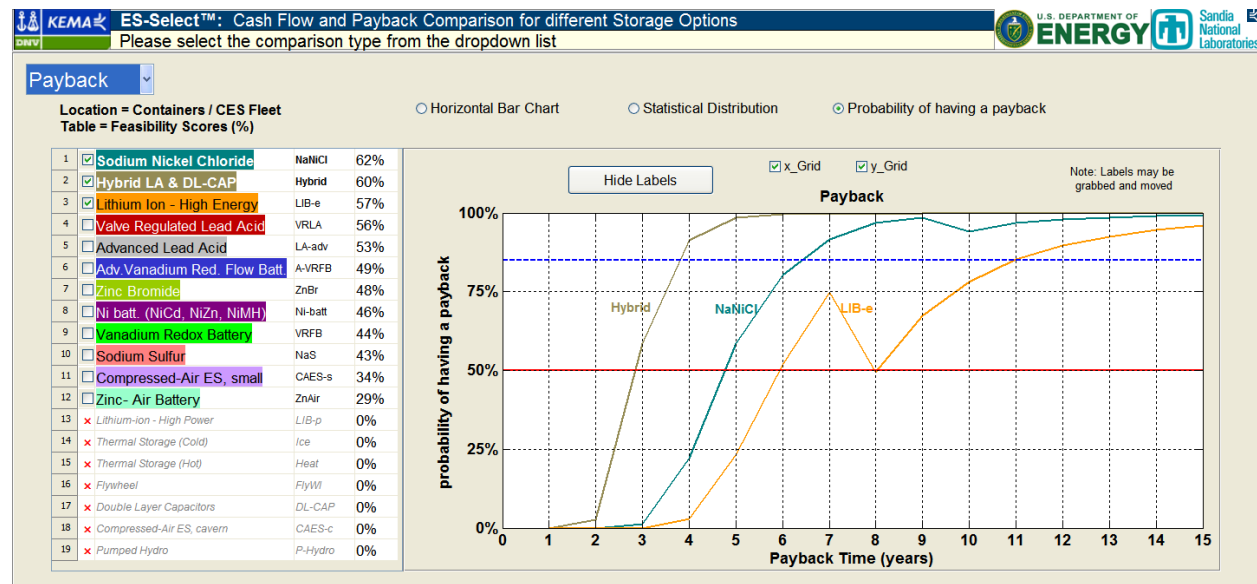 KEMA
DNV
ES-Select™: Cash Flow and Payback Comparison for different Storage Options
Please select the comparison type from the dropdown list
U.S. DEPARTMENT OF
ENERGY
Sandia
National
Laboratories
Payback
Location = Containers / CES Fleet
Table = Feasibility Scores (%)
Horizontal Bar Chart
Statistical Distribution
Probability of having a payback
1 Sodium Nickel Chloride NaNiCl 62%
2 Hybrid LA & DL-CAP Hybrid 60%
3 Lithium Ion - High Energy LIB-e 57%
4 Valve Regulated Lead Acid VRLA 56%
5 Advanced Lead Acid LA-adv 53%
6 Adv.Vanadium Red. Flow Batt. A-VRFB 49%
7 Zinc Bromide ZnBr 48%
8 Ni batt. (NiCd, NiZn, NiMH) Ni-batt 46%
9 Vanadium Redox Battery VRFB 44%
10 Sodium Sulfur NaS 43%
11 Compressed-Air ES, small CAES-s 34%
12 Zinc- Air Battery ZnAir 29%
13 x Lithium-ion - High Power LIB-p 0%
14 x Thermal Storage (Cold) Ice 0%
15 x Thermal Storage (Hot) Heat 0%
16 x Flywheel FlyWl 0%
17 x Double Layer Capacitors DL-CAP 0%
18 x Compressed-Air ES, cavern CAES-c 0%
19 x Pumped Hydro P-Hydro 0%
Hide Labels
x_Grid
y_Grid
Note: Labels may be
grabbed and moved
Payback
probability of having a payback
100%
75%
50%
25%
0%
Hybrid
NaNiCl
LIB-e
0 1 2 3 4 5 6 7 8 9 10 11 12 13 14 15
Payback Time (years)